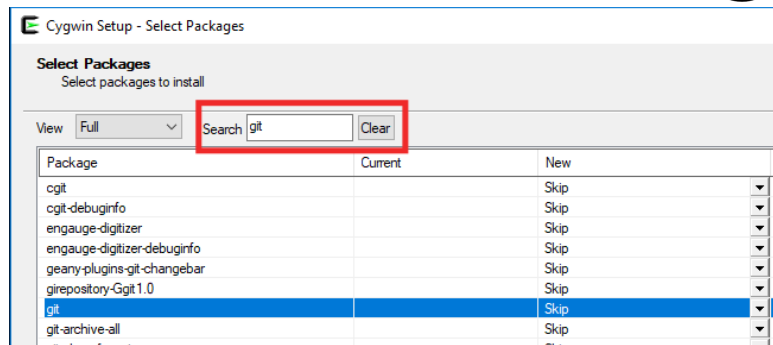 Cygwin Setup - Select Packages
Select Packages
Select packages to install
View Full Search git Clear
Package Current New
cgit Skip
cgit-debuginfo Skip
engauge-digitizer Skip
engauge-digitizer-debuginfo Skip
geany-plugins-git-changebar Skip
girepository-Ggit1.0 Skip
git Skip
git-archive-all Skip